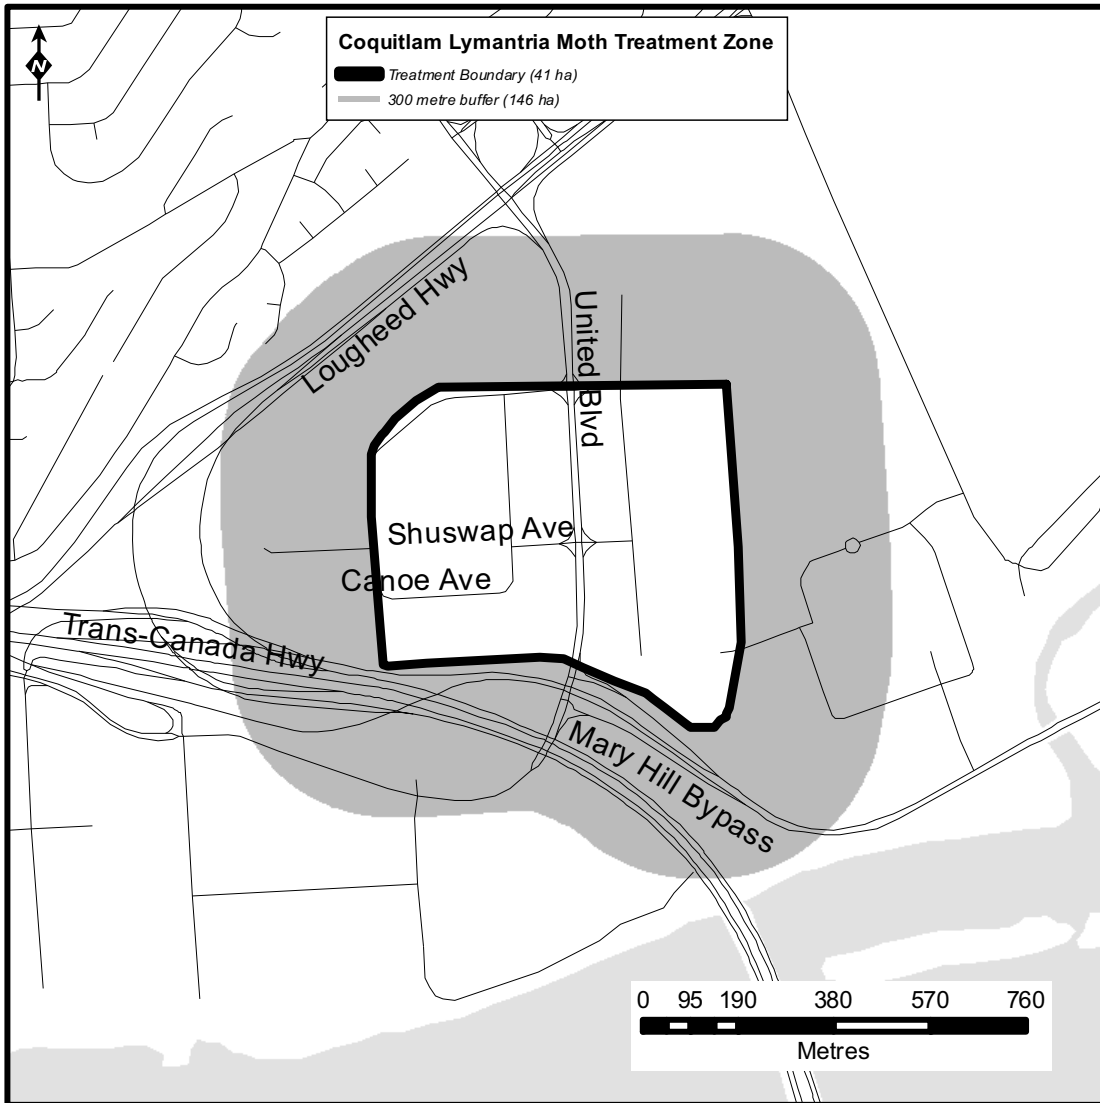 Coquitlam Lymantria Moth Treatment Zone
Treatment Boundary (41 ha)
300 metre buffer (146 ha)
N
Lougheed Hwy
United Blvd
Shuswap Ave
Canoe Ave
Trans-Canada Hwy
Mary Hill Bypass
0 95 190 380 570 760
Metres